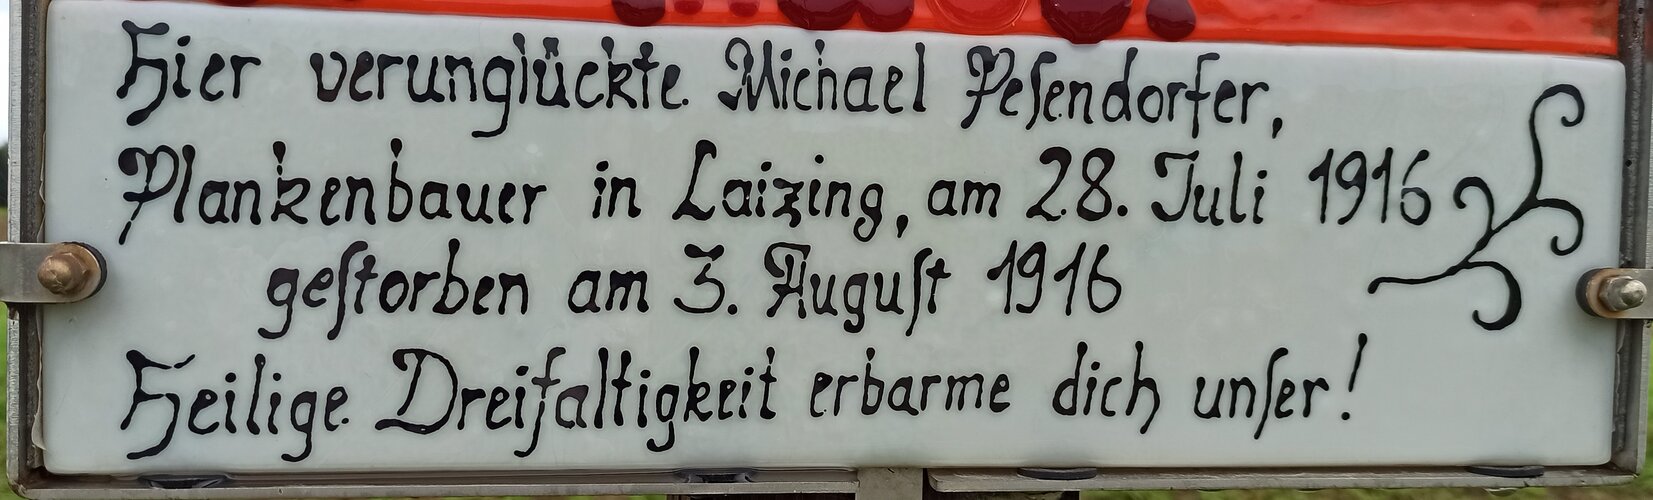 Hier verunglückte Michael Peſendorfer,
Plankenbauer in Laizing, am 28. Juli 1916
geſtorben am 3. Auguſt 1916
Heilige Dreifaltigkeit erbarme dich unſer!